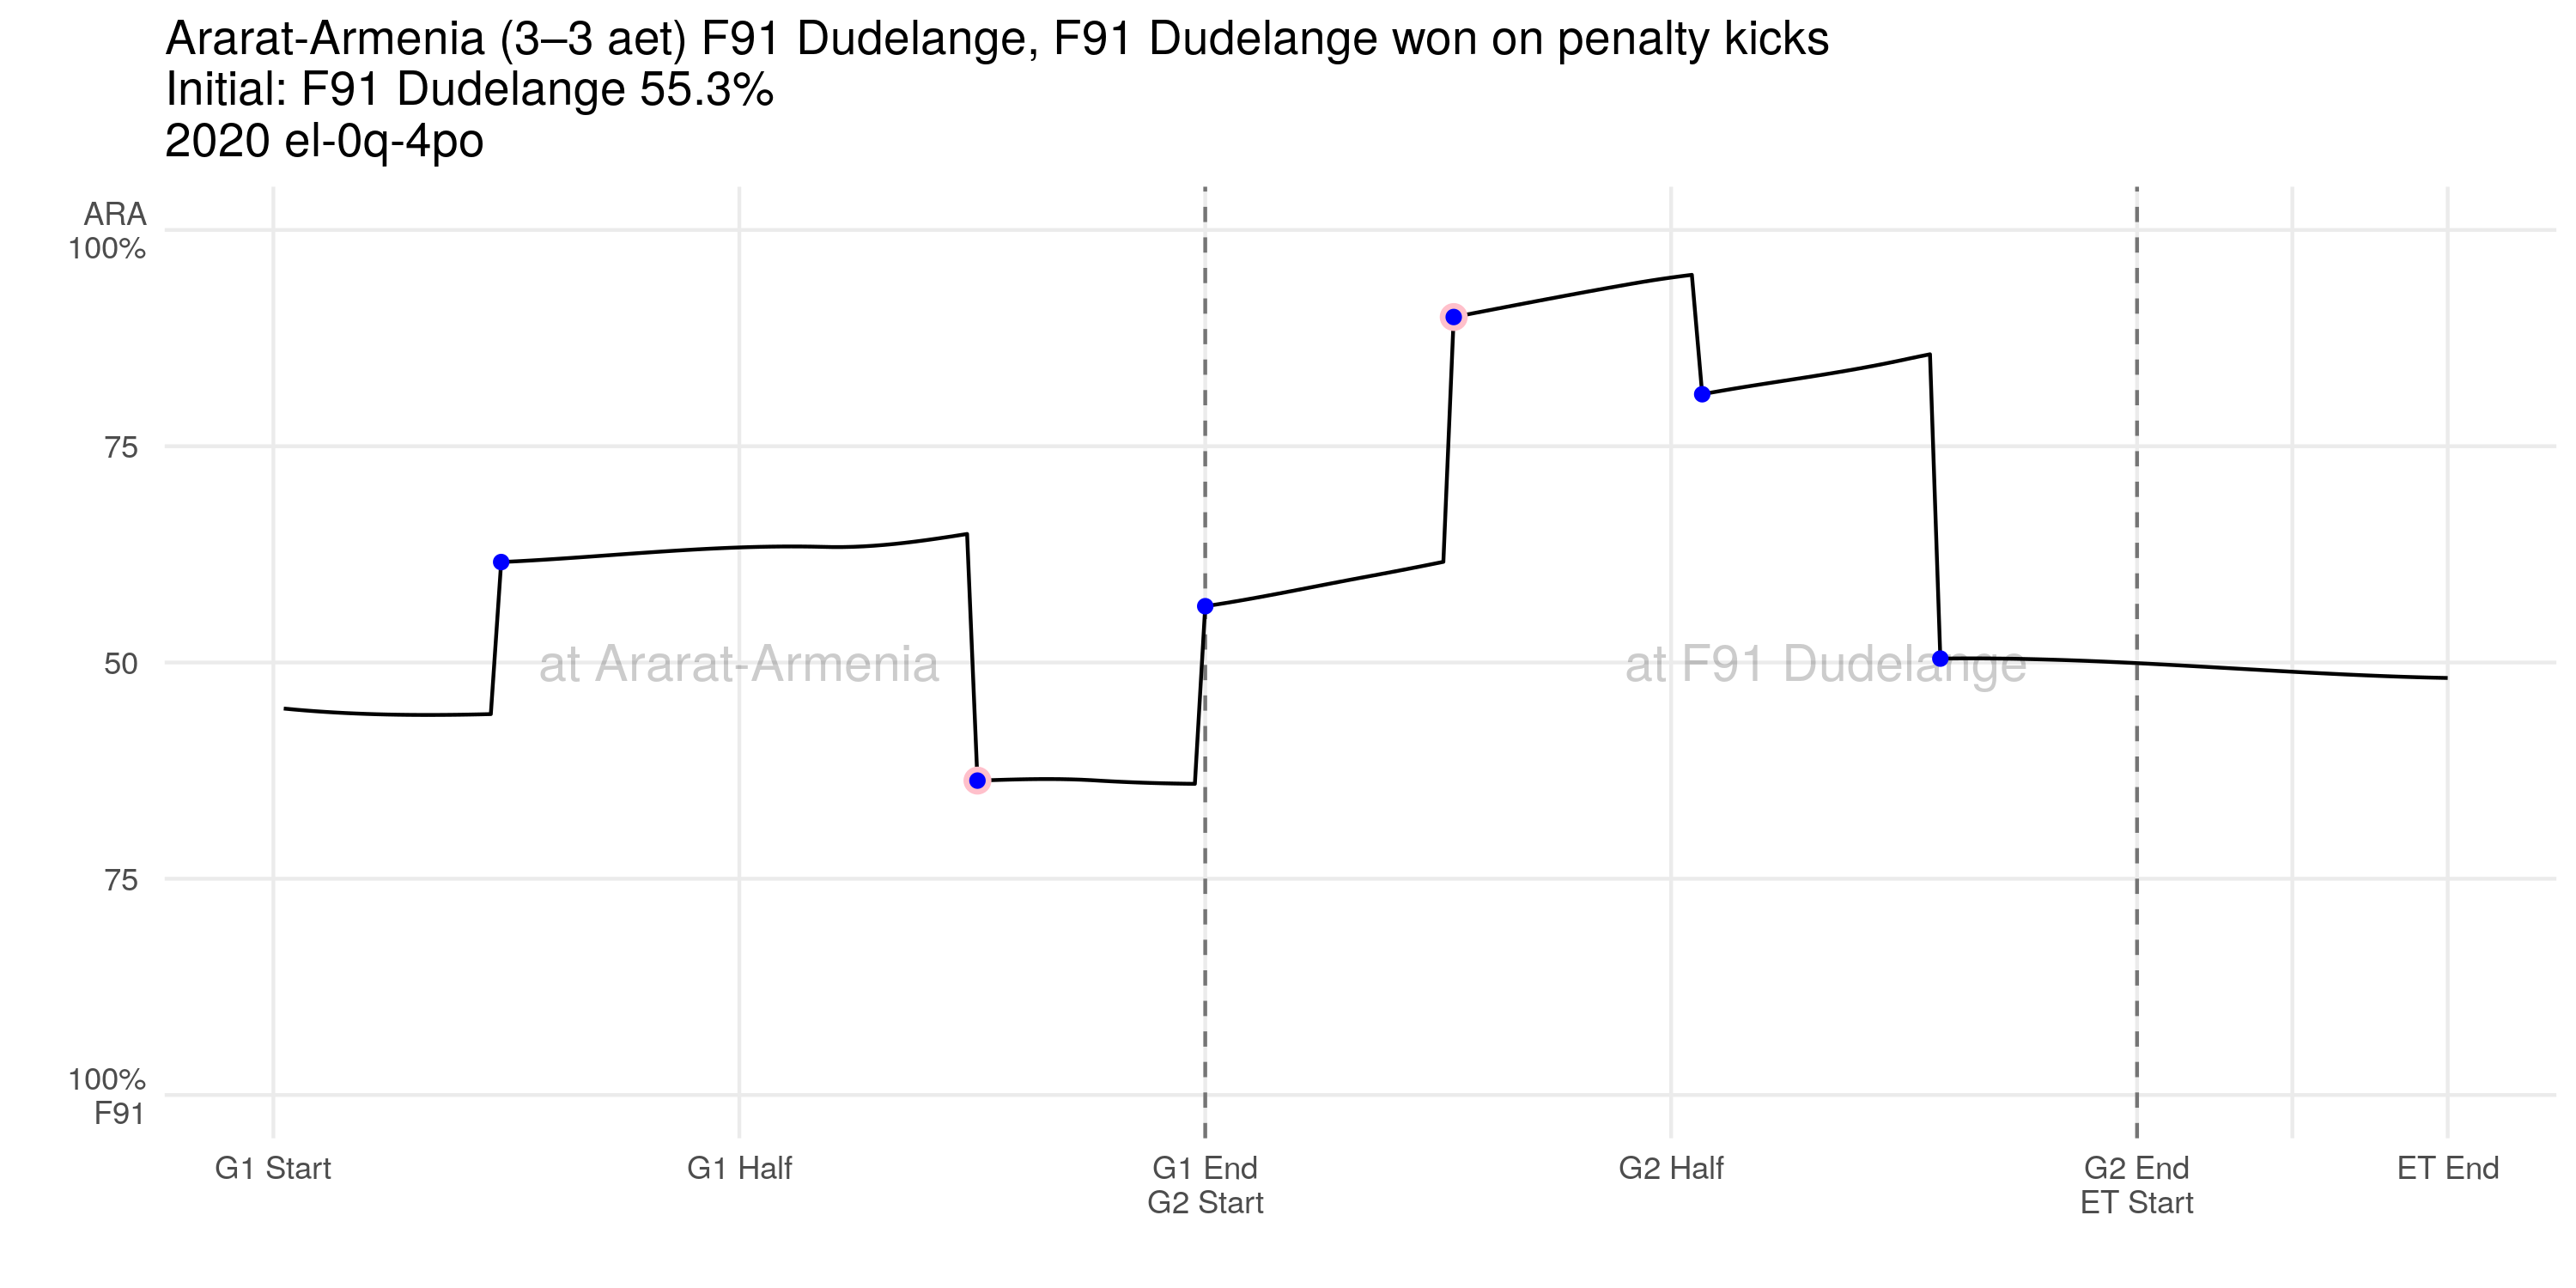 Ararat-Armenia (3–3 aet) F91 Dudelange, F91 Dudelange won on penalty kicks
Initial: F91 Dudelange 55.3%
2020 el-0q-4po
ARA
100%
75
50
75
100%
F91
at Ararat-Armenia
at F91 Dudelange
G1 Start
G1 Half
G1 End
G2 Start
G2 Half
G2 End
ET Start
ET End